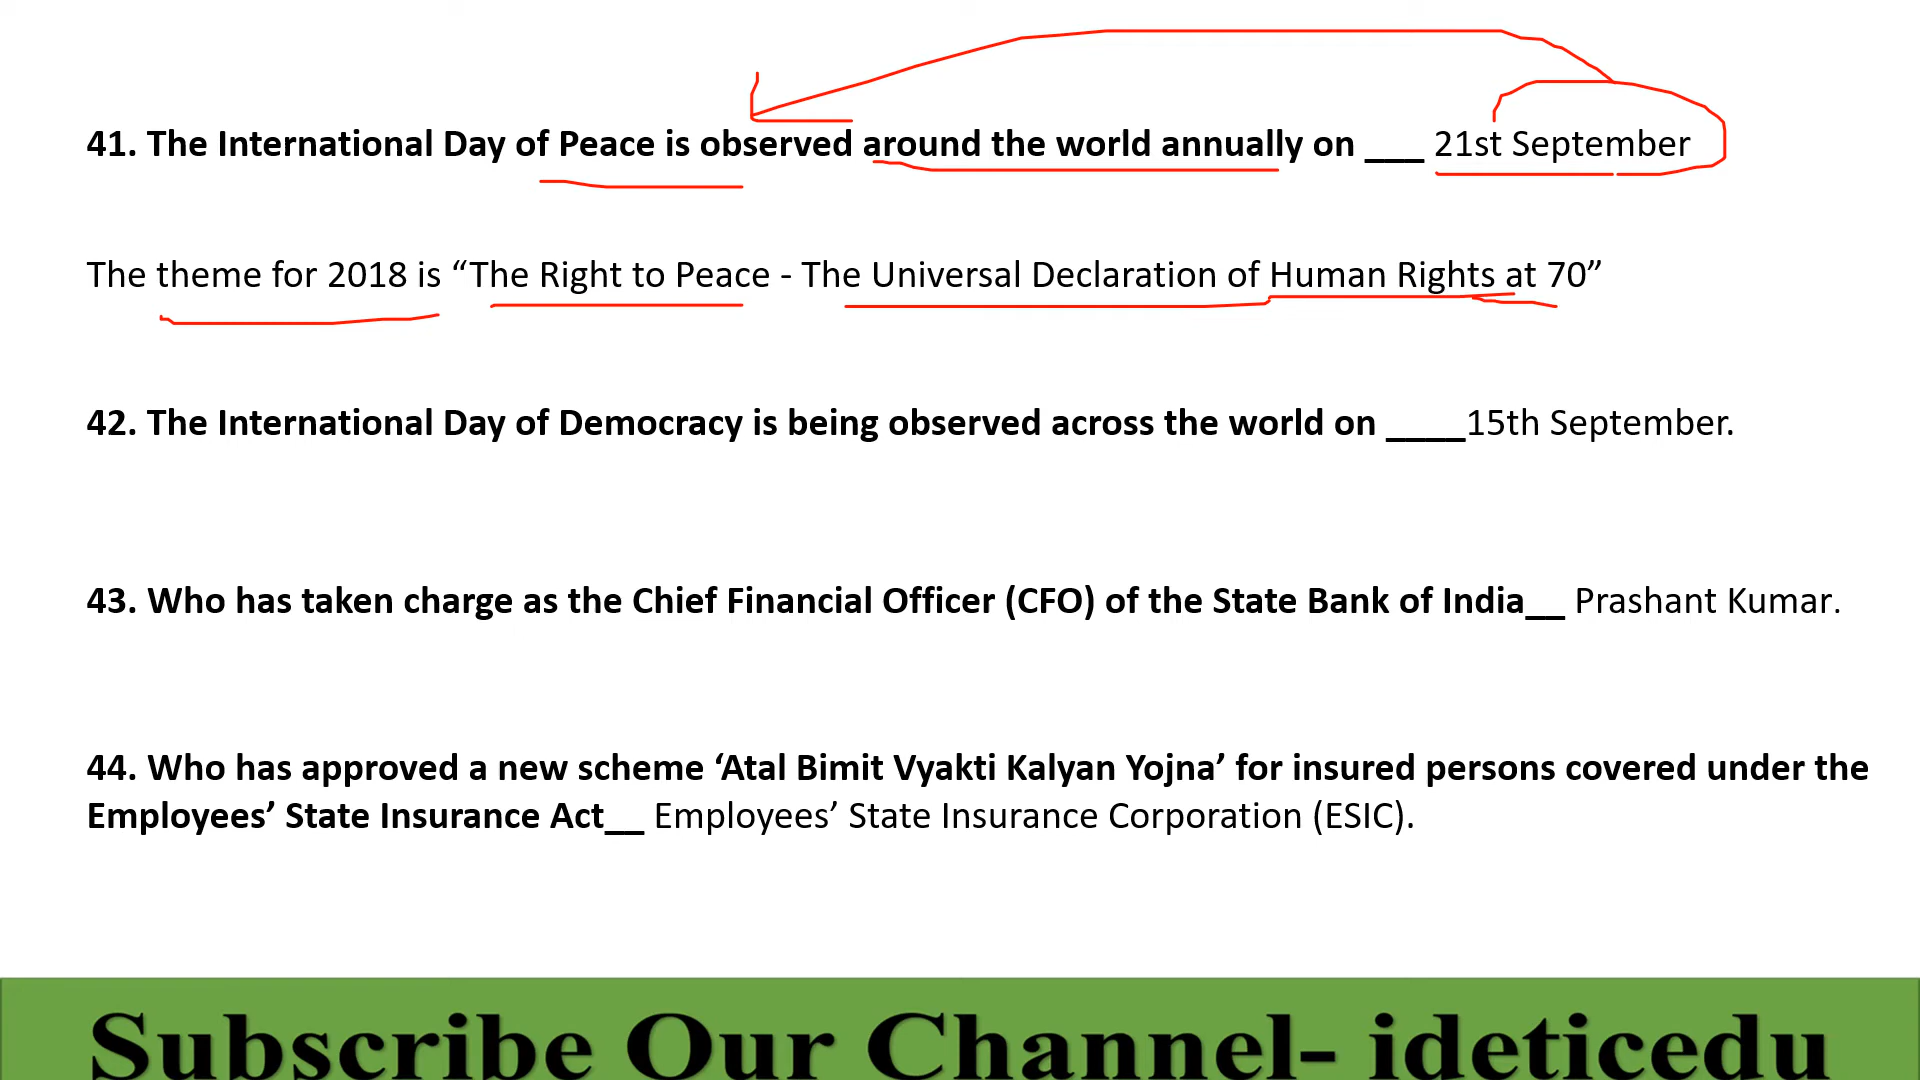 41. The International Day of Peace is observed around the world annually on ___ 21st September
The theme for 2018 is “The Right to Peace - The Universal Declaration of Human Rights at 70”
42. The International Day of Democracy is being observed across the world on ____15th September.
43. Who has taken charge as the Chief Financial Officer (CFO) of the State Bank of India__ Prashant Kumar.
44. Who has approved a new scheme ‘Atal Bimit Vyakti Kalyan Yojna’ for insured persons covered under the
Employees’ State Insurance Act__ Employees’ State Insurance Corporation (ESIC).
Subscribe Our Channel- ideticedu